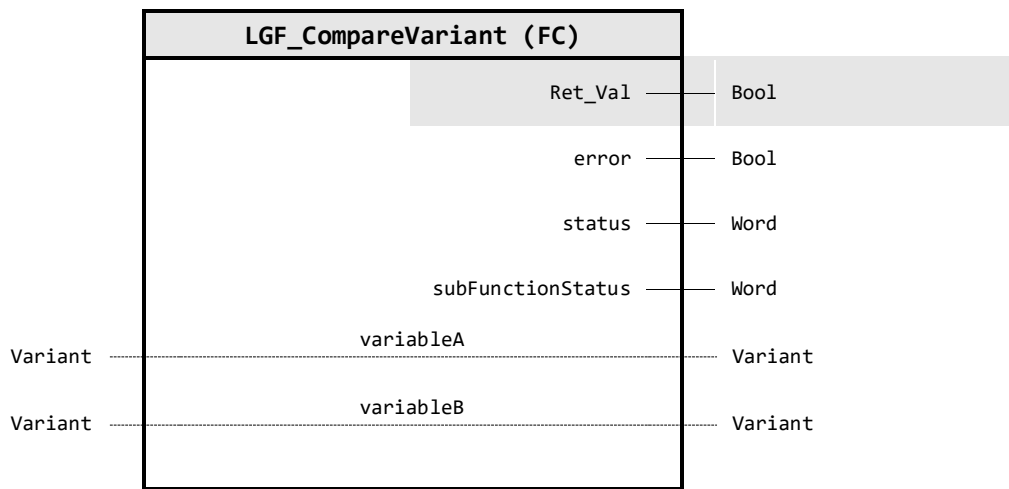 LGF_CompareVariant (FC)
Ret_Val Bool
error Bool
status Word
subFunctionStatus Word
variableA
Variant Variant
variableB
Variant Variant